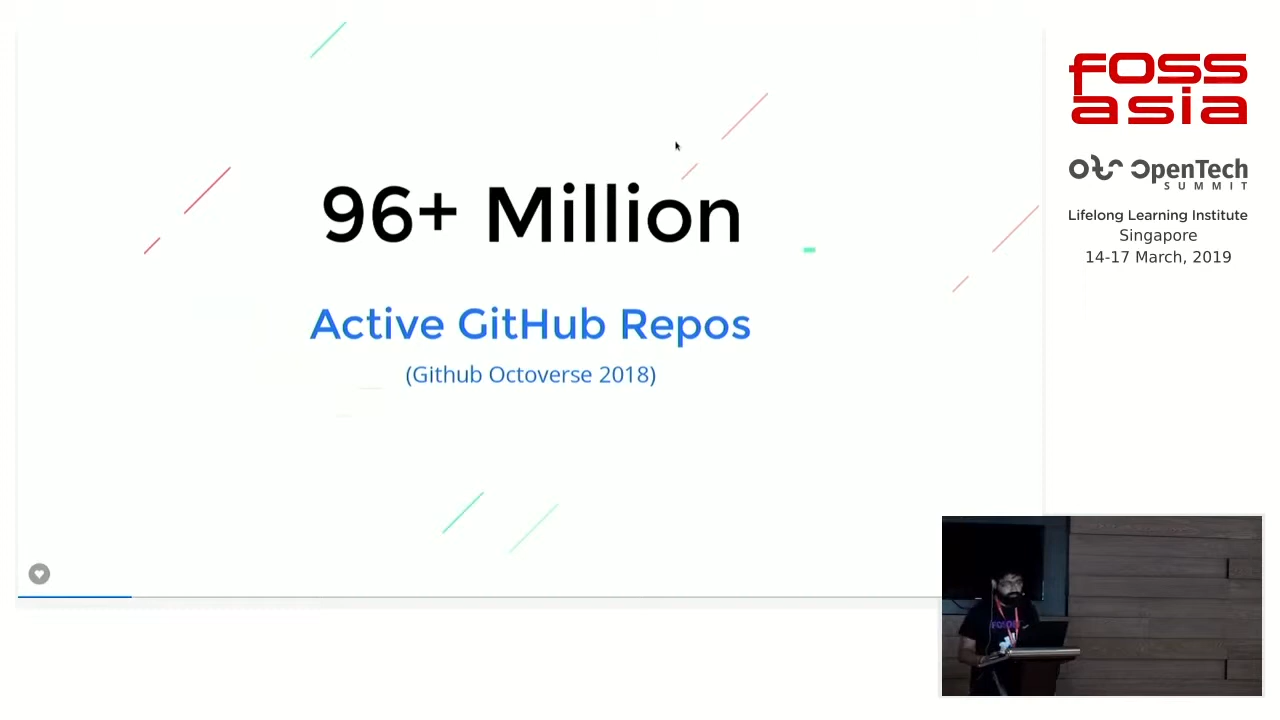 96+ Million
Active GitHub Repos
(Github Octoverse 2018)
fOSS
asia
OpenTech
SUMMIT
Lifelong Learning Institute
Singapore
14-17 March, 2019